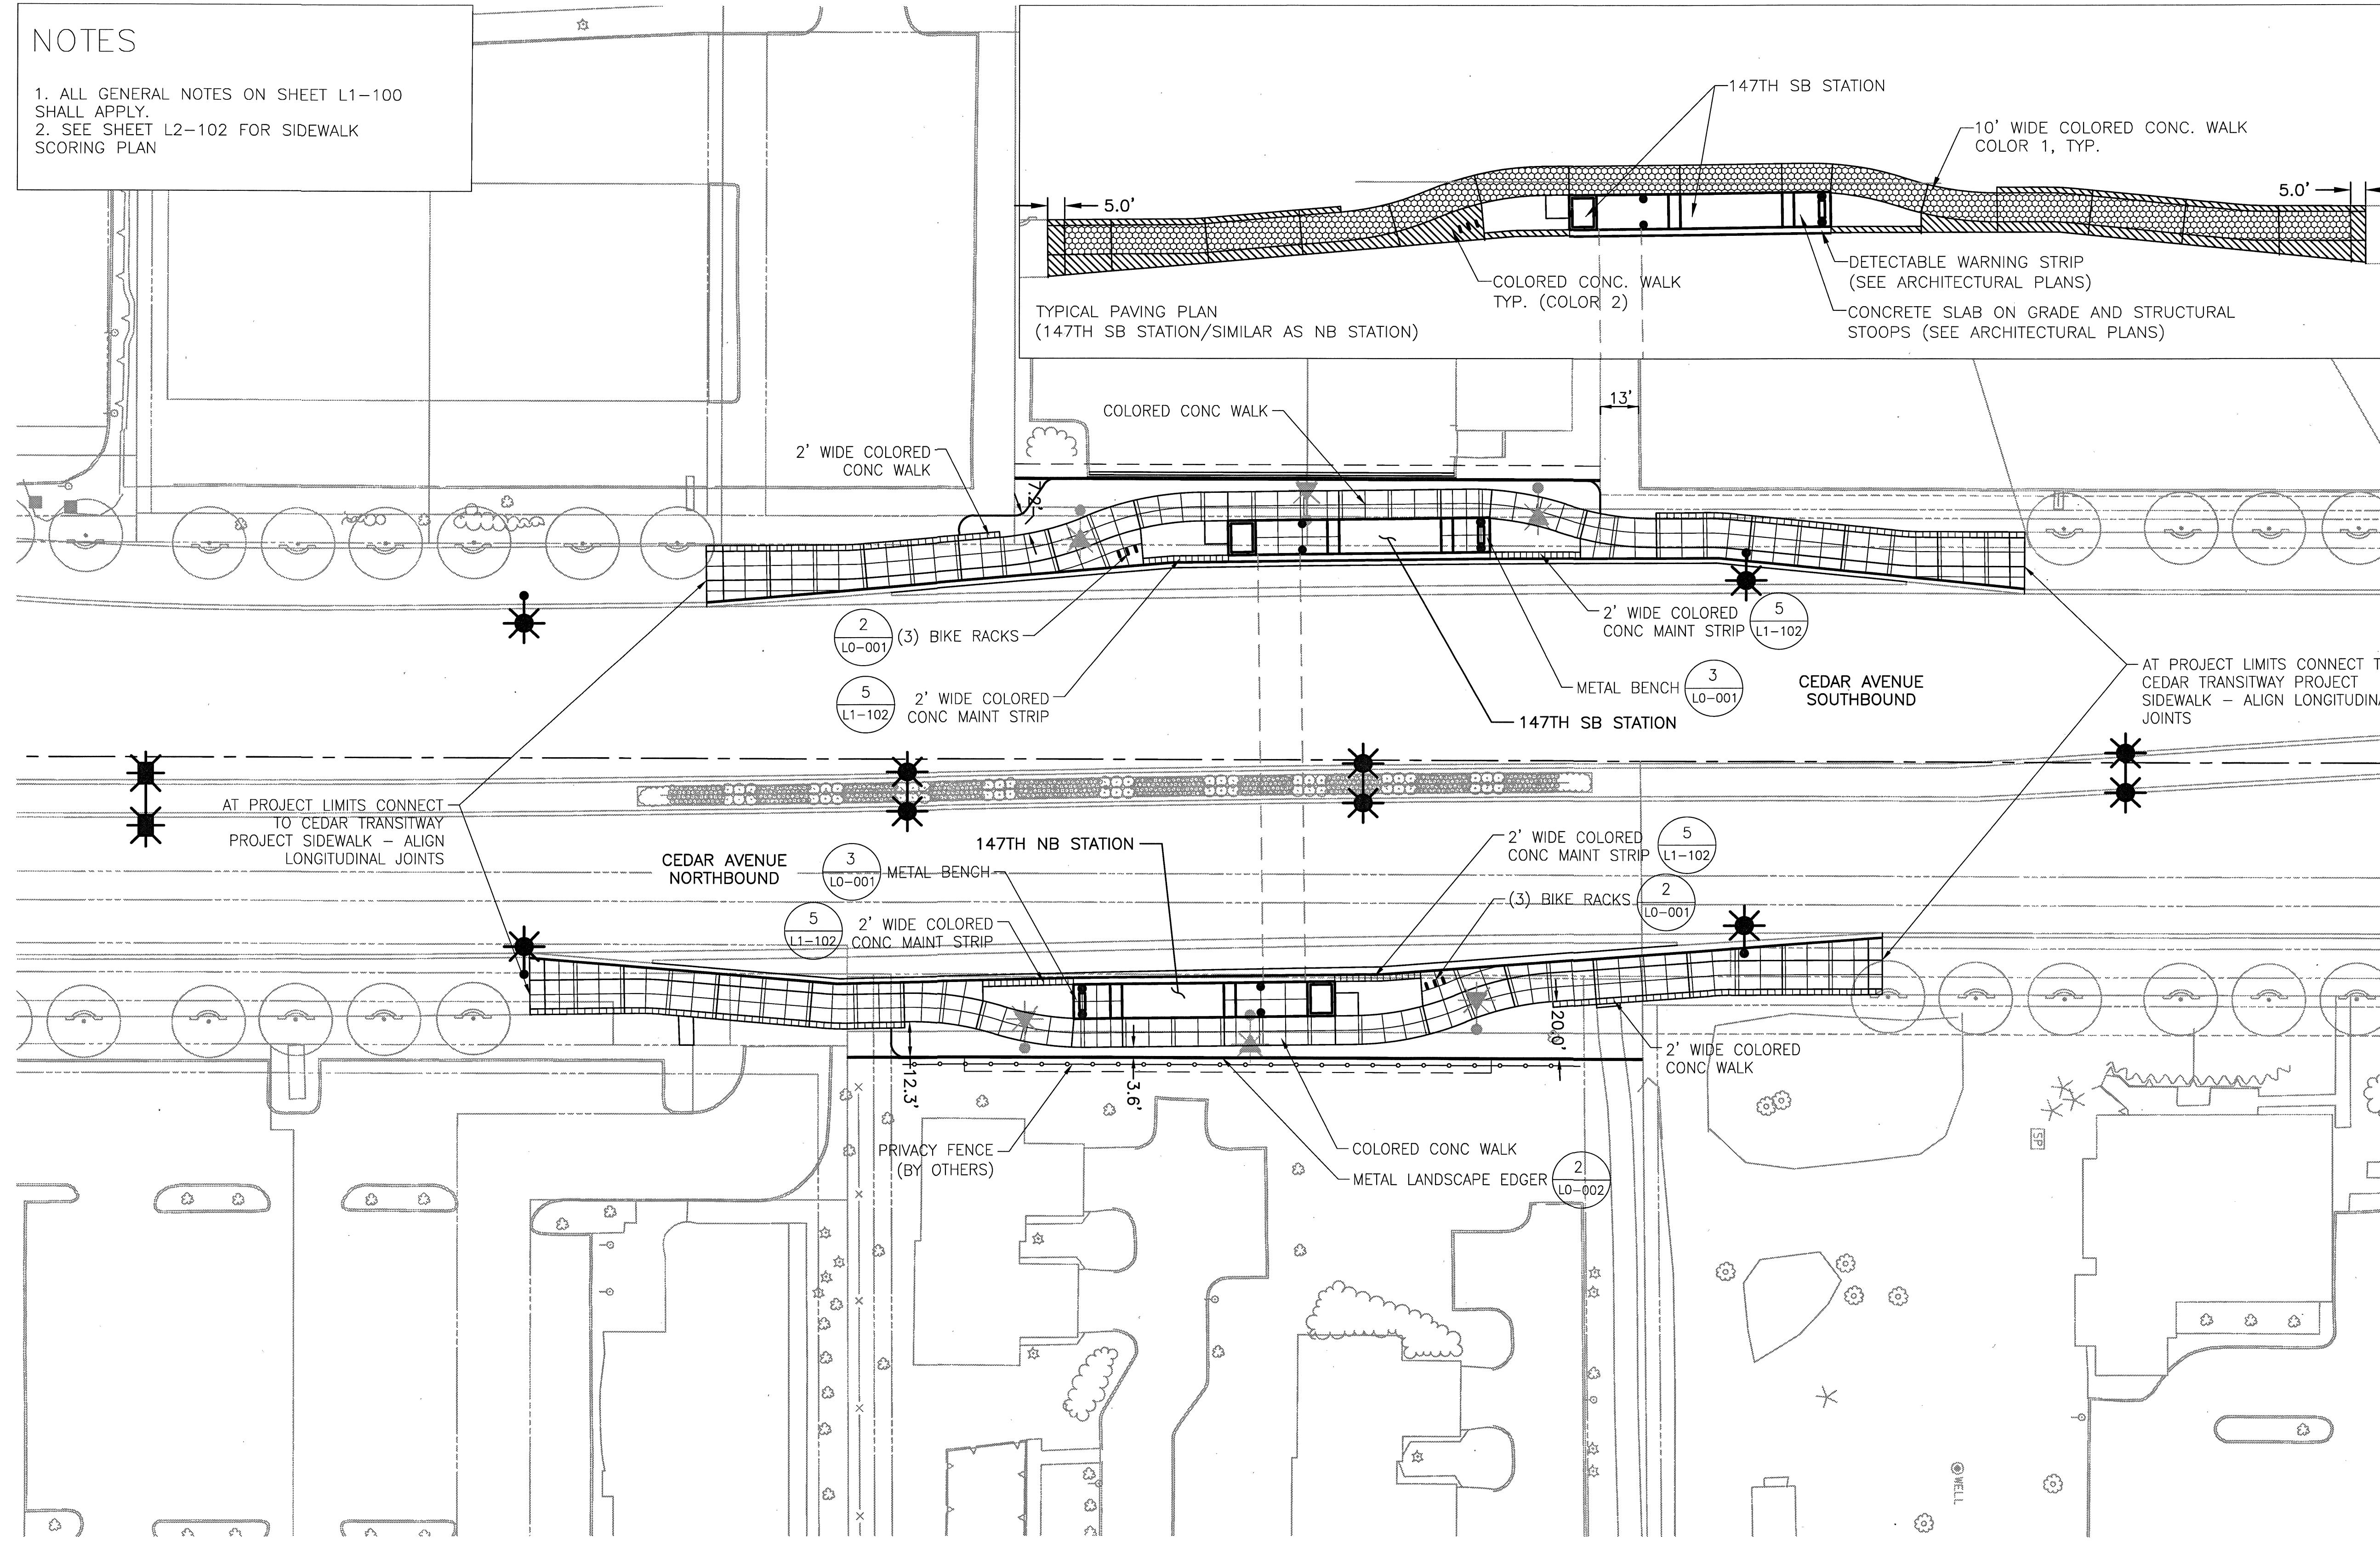 NOTES
1. ALL GENERAL NOTES ON SHEET L1-100
SHALL APPLY.
2. SEE SHEET L2-102 FOR SIDEWALK
SCORING PLAN
147TH SB STATION
10' WIDE COLORED CONC. WALK
COLOR 1, TYP.
5.0'
5.0'
DETECTABLE WARNING STRIP
(SEE ARCHITECTURAL PLANS)
COLORED CONC. WALK
TYP. (COLOR 2)
CONCRETE SLAB ON GRADE AND STRUCTURAL
STOOPS (SEE ARCHITECTURAL PLANS)
TYPICAL PAVING PLAN
(147TH SB STATION/SIMILAR AS NB STATION)
13'
COLORED CONC WALK
2' WIDE COLORED
CONC WALK
7.2'
2
L0-001
(3) BIKE RACKS
2' WIDE COLORED
CONC MAINT STRIP
5
L1-102
5
L1-102
2' WIDE COLORED
CONC MAINT STRIP
METAL BENCH
3
L0-001
147TH SB STATION
CEDAR AVENUE
SOUTHBOUND
AT PROJECT LIMITS CONNECT T
CEDAR TRANSITWAY PROJECT
SIDEWALK – ALIGN LONGITUDINA
JOINTS
AT PROJECT LIMITS CONNECT
TO CEDAR TRANSITWAY
PROJECT SIDEWALK – ALIGN
LONGITUDINAL JOINTS
CEDAR AVENUE
NORTHBOUND
147TH NB STATION
3
L0-001
METAL BENCH
5
L1-102
2' WIDE COLORED
CONC MAINT STRIP
2' WIDE COLORED
CONC MAINT STRIP
5
L1-102
(3) BIKE RACKS
2
L0-001
20.0'
12.3'
3.6'
2' WIDE COLORED
CONC WALK
PRIVACY FENCE
(BY OTHERS)
COLORED CONC WALK
METAL LANDSCAPE EDGER
2
L0-002
SP
WELL